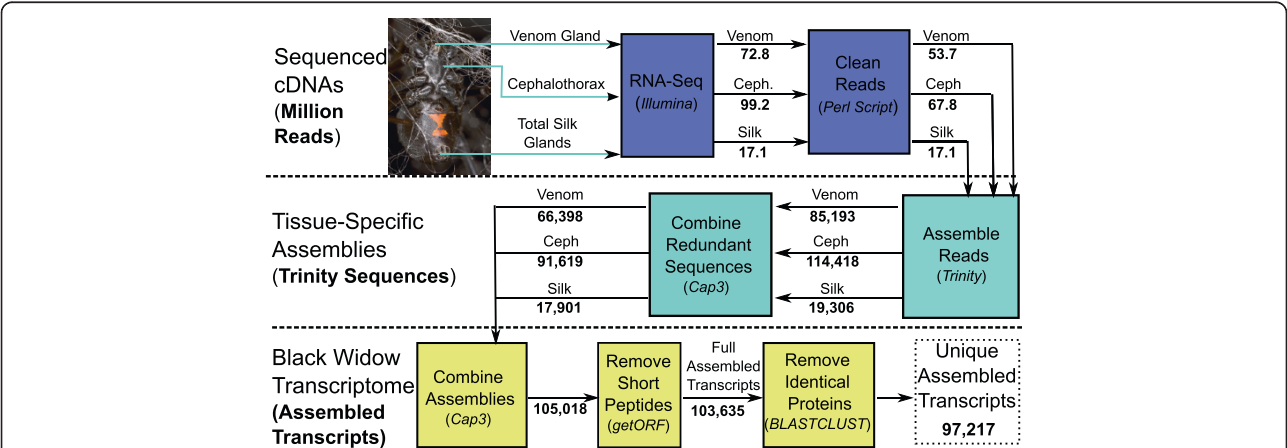 Sequenced
cDNAs
(Million
Reads)
Venom Gland
Cephalothorax
Total Silk
Glands
RNA-Seq
(Illumina)
Venom
72.8
Ceph.
99.2
Silk
17.1
Clean
Reads
(Perl Script)
Venom
53.7
Ceph
67.8
Silk
17.1
Tissue-Specific
Assemblies
(Trinity Sequences)
Venom
66,398
Ceph
91,619
Silk
17,901
Combine
Redundant
Sequences
(Cap3)
Venom
85,193
Ceph
114,418
Silk
19,306
Assemble
Reads
(Trinity)
Black Widow
Transcriptome
(Assembled
Transcripts)
Combine
Assemblies
(Cap3)
105,018
Remove
Short
Peptides
(getORF)
Full
Assembled
Transcripts
103,635
Remove
Identical
Proteins
(BLASTCLUST)
Unique
Assembled
Transcripts
97,217